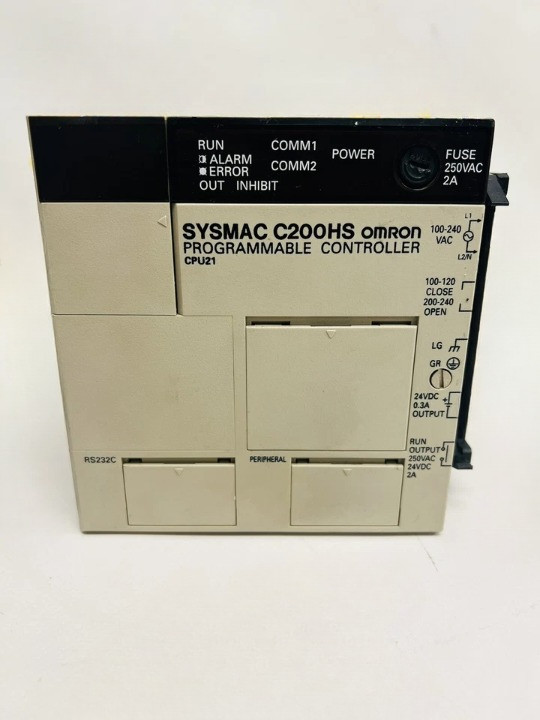 RUN COMM1
ALARM
ERROR COMM2
OUT INHIBIT
POWER
FUSE
250VAC
2A
SYSMAC C200HS OMRON
PROGRAMMABLE CONTROLLER
CPU21
L1
100-240
VAC
L2/N
100-120
CLOSE
200-240
OPEN
LG
GR
24VDC
0.3A
OUTPUT
RUN
OUTPUT
250VAC
24VDC
2A
RS232C
PERIPHERAL